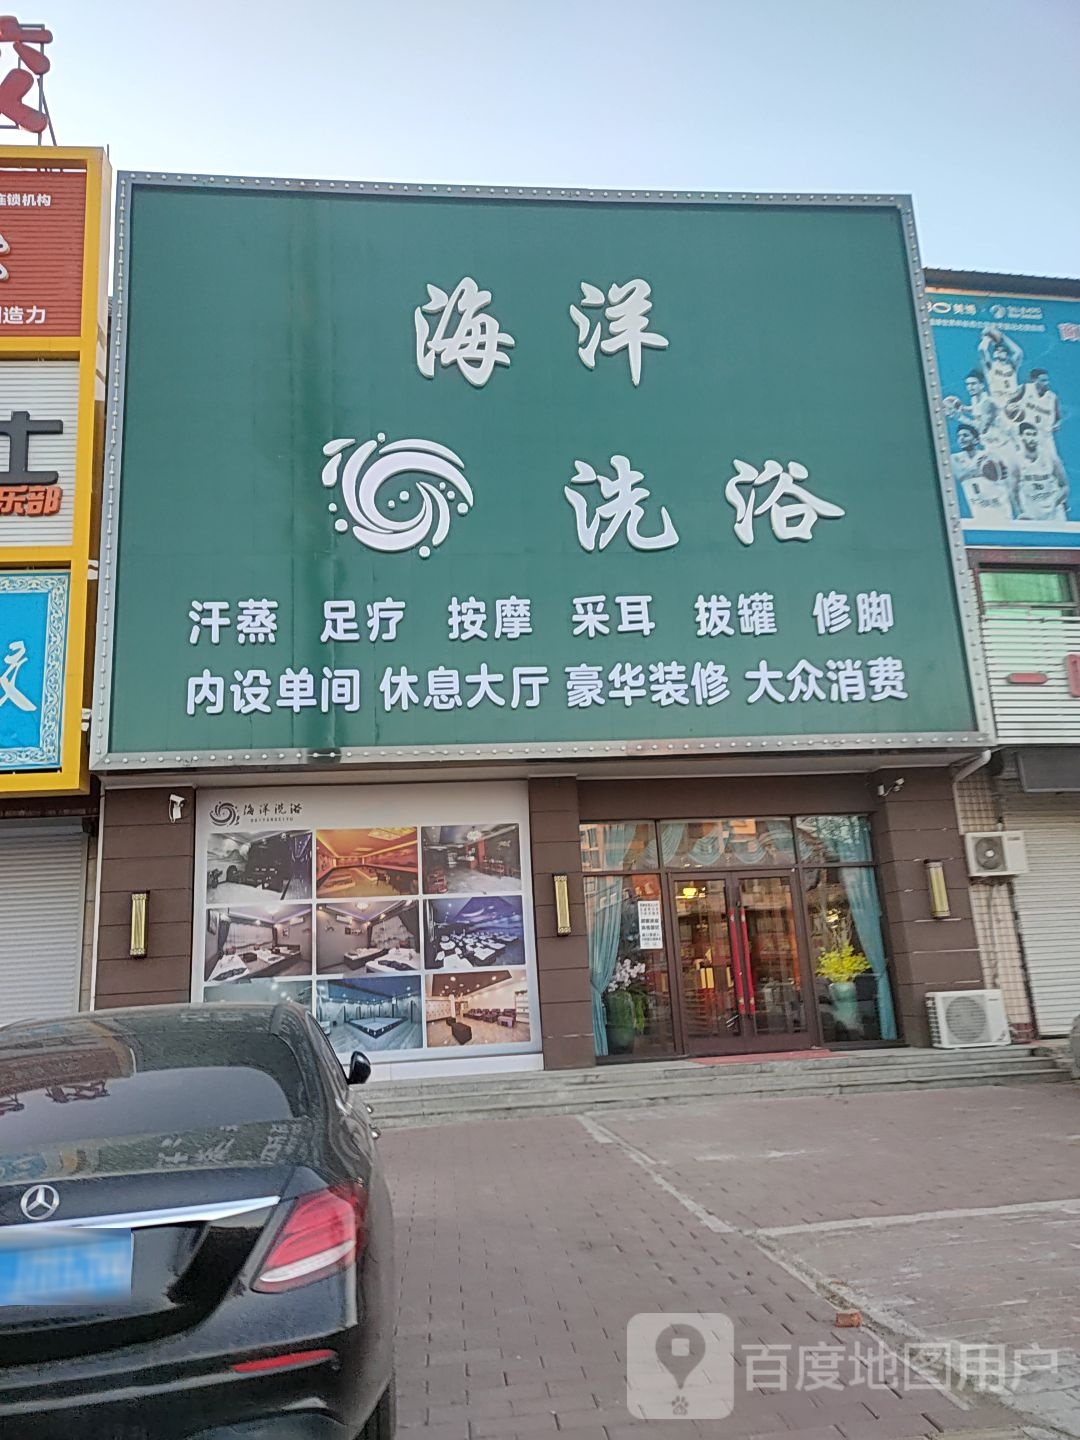 海洋
洗浴
汗蒸 足疗 按摩 采耳 拔罐 修脚
内设单间 休息大厅 豪华装修 大众消费
海洋洗浴
HAIYANGXIYU
连锁机构
造力
士
乐部
百度地图用户